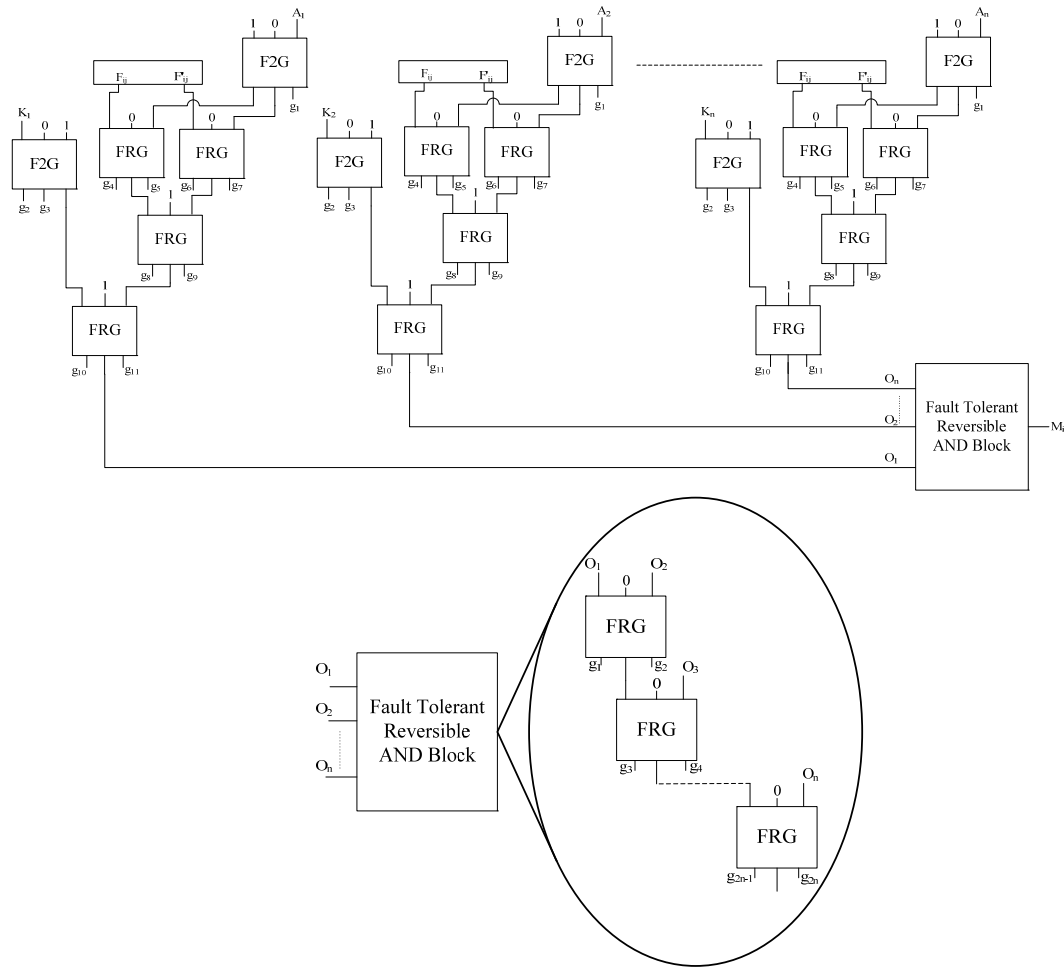 1 0 A₁ 1 0 A₂ 1 0 Aₙ
F2G F2G F2G
Fᵢⱼ F'ᵢⱼ Fᵢⱼ F'ᵢⱼ Fᵢⱼ F'ᵢⱼ
g₁ g₁ g₁
K₁ 0 1 0 0 K₂ 0 1 0 0 Kₙ 0 1 0 0
F2G FRG FRG F2G FRG FRG F2G FRG FRG
g₂ g₃ g₄ g₅ g₆ g₇ g₂ g₃ g₄ g₅ g₆ g₇ g₂ g₃ g₄ g₅ g₆ g₇
1 1 1
FRG FRG FRG
g₈ g₉ g₈ g₉ g₈ g₉
1 1 1
FRG FRG FRG
g₁₀ g₁₁ g₁₀ g₁₁ g₁₀ g₁₁
Oₙ
O₂
O₁
Fault Tolerant
Reversible
AND Block
O₁ 0 O₂
FRG
g₁ g₂
0 O₃
FRG
g₃ g₄
0 Oₙ
FRG
g₂ₙ₋₁ g₂ₙ
O₁
O₂
Oₙ
Fault Tolerant
Reversible
AND Block